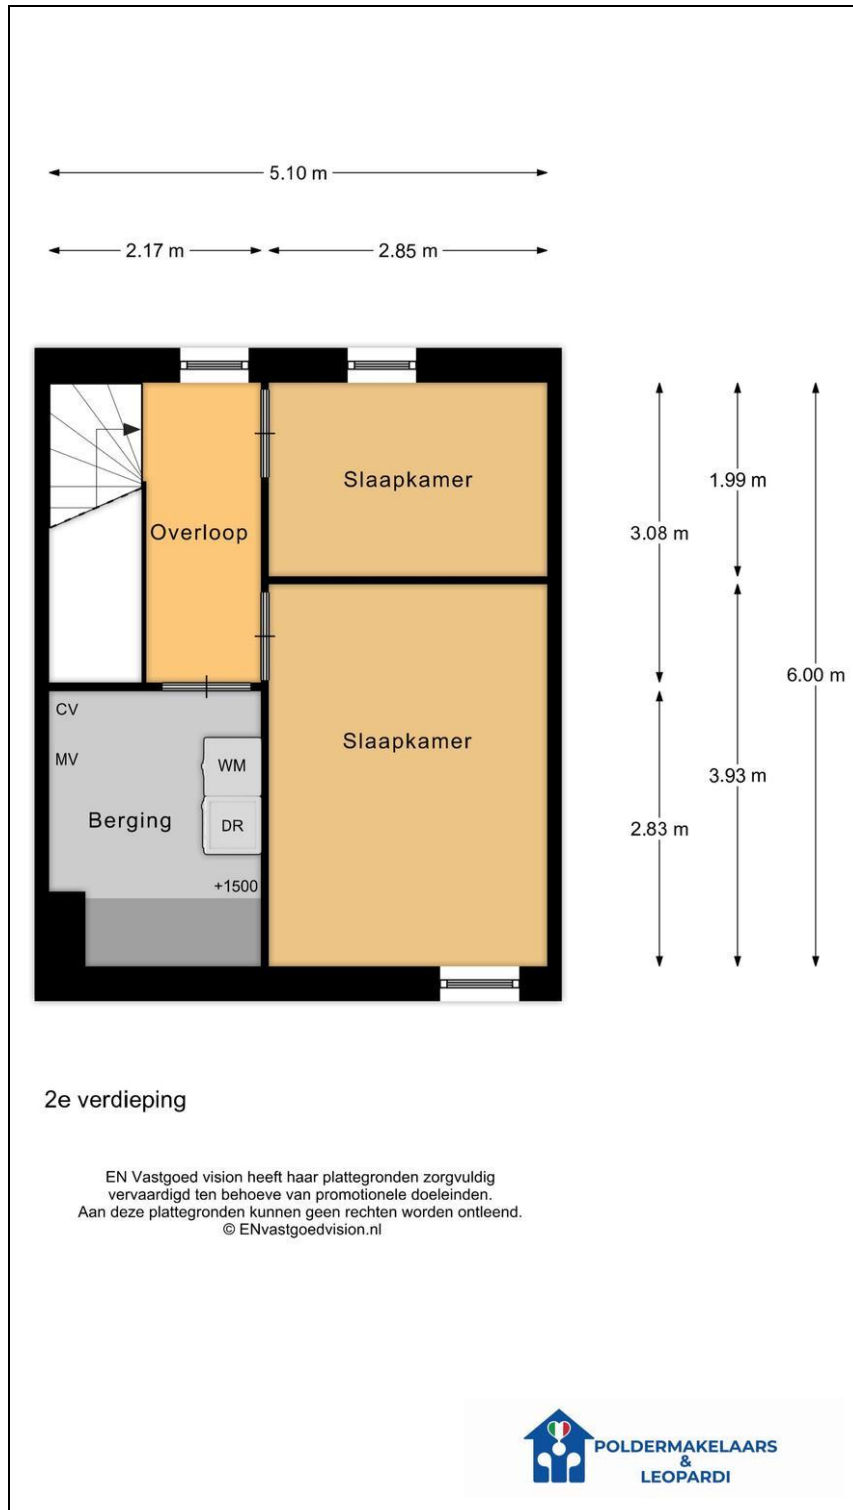 5.10 m
2.17 m
2.85 m
Slaapkamer
1.99 m
Overloop
3.08 m
6.00 m
CV
Slaapkamer
MV
WM
3.93 m
Berging
DR
2.83 m
+1500
2e verdieping
EN Vastgoed vision heeft haar plattegronden zorgvuldig
vervaardigd ten behoeve van promotionele doeleinden.
Aan deze plattegronden kunnen geen rechten worden ontleend.
© ENvastgoedvision.nl
POLDERMAKELAARS
&
LEOPARDI